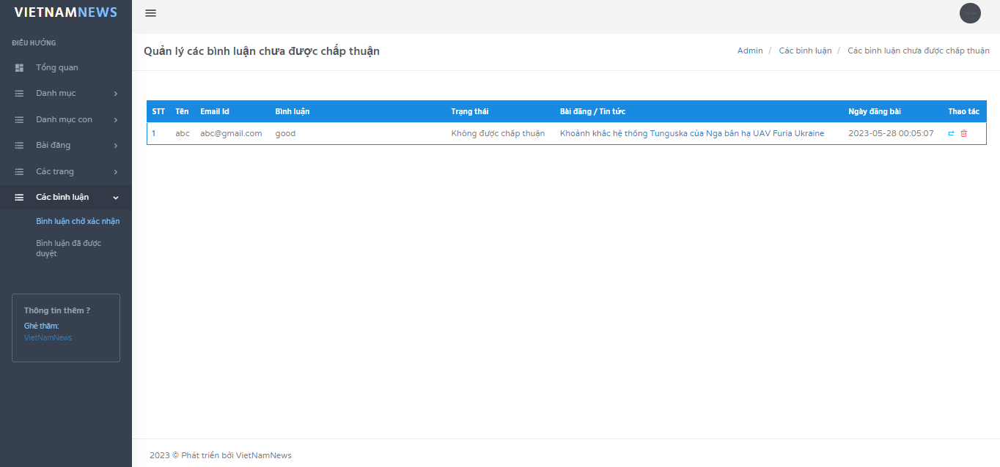 VIETNAMNEWS
ĐIỀU HƯỚNG
Tổng quan
Danh mục
Danh mục con
Bài đăng
Các trang
Các bình luận
Bình luận chờ xác nhận
Bình luận đã được
duyệt
Thông tin thêm ?
Ghé thăm:
VietNamNews
Quản lý các bình luận chưa được chấp thuận
Admin / Các bình luận / Các bình luận chưa được chấp thuận
STT Tên Email Id Bình luận Trạng thái Bài đăng / Tin tức Ngày đăng bài Thao tác
1 abc abc@gmail.com good Không được chấp thuận Khoảnh khắc hệ thống Tunguska của Nga bắn hạ UAV Furia Ukraine 2023-05-28 00:05:07
2023 © Phát triển bởi VietNamNews